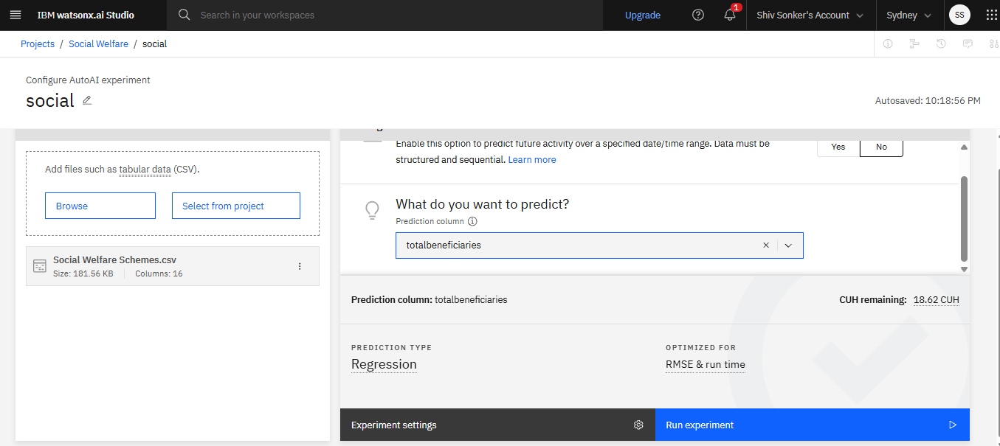 IBM watsonx.ai Studio
Search in your workspaces
Upgrade
1
Shiv Sonker's Account
Sydney
SS
Projects / Social Welfare / social
Configure AutoAI experiment
social
Autosaved: 10:18:56 PM
Add files such as tabular data (CSV).
Browse
Select from project
Social Welfare Schemes.csv
Size: 181.56 KB
Columns: 16
Enable this option to predict future activity over a specified date/time range. Data must be
structured and sequential. Learn more
Yes
No
What do you want to predict?
Prediction column
totalbeneficiaries
Prediction column: totalbeneficiaries
CUH remaining: 18.62 CUH
PREDICTION TYPE
Regression
OPTIMIZED FOR
RMSE & run time
Experiment settings
Run experiment